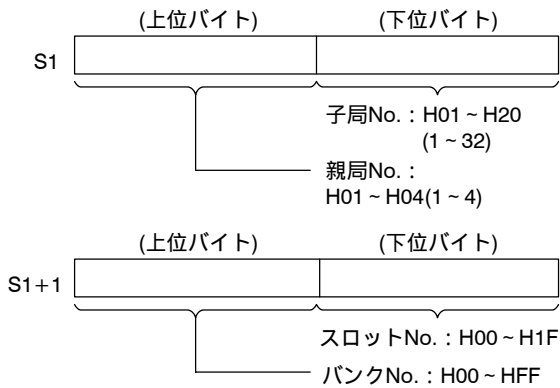 (上位バイト) (下位バイト)
S1
子局No.：H01~H20
(1~32)
親局No.：
H01~H04(1~4)
(上位バイト) (下位バイト)
S1+1
スロットNo.：H00~H1F
バンクNo.：H00~HFF